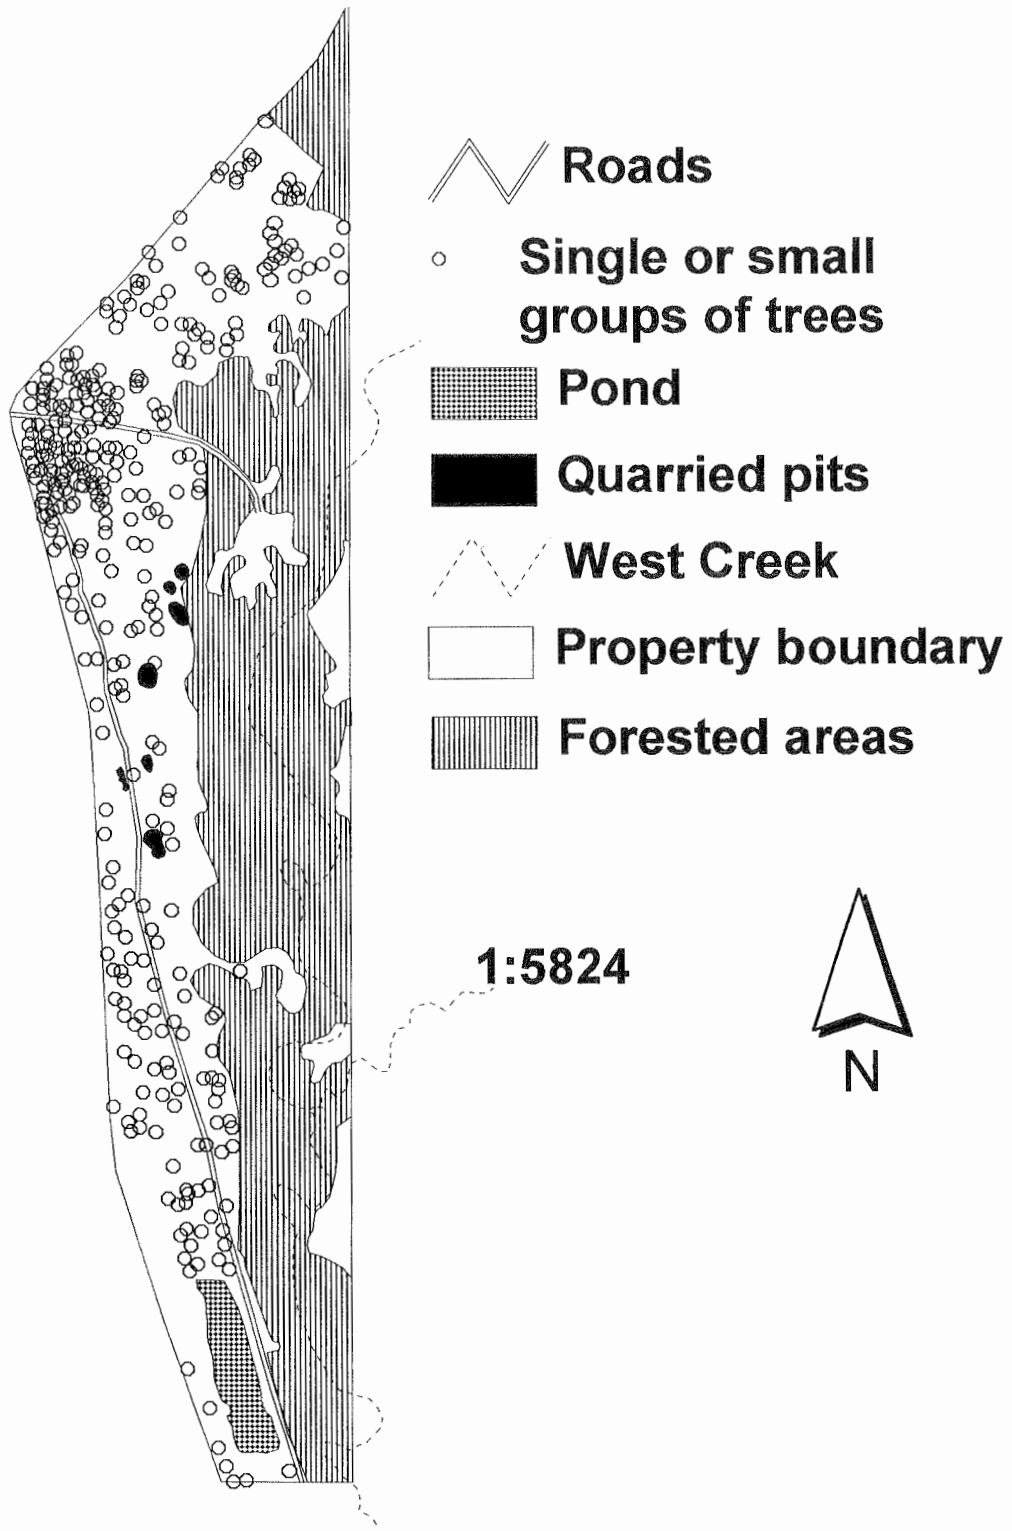 Roads
Single or small
groups of trees
Pond
Quarried pits
West Creek
Property boundary
Forested areas
1:5824
N